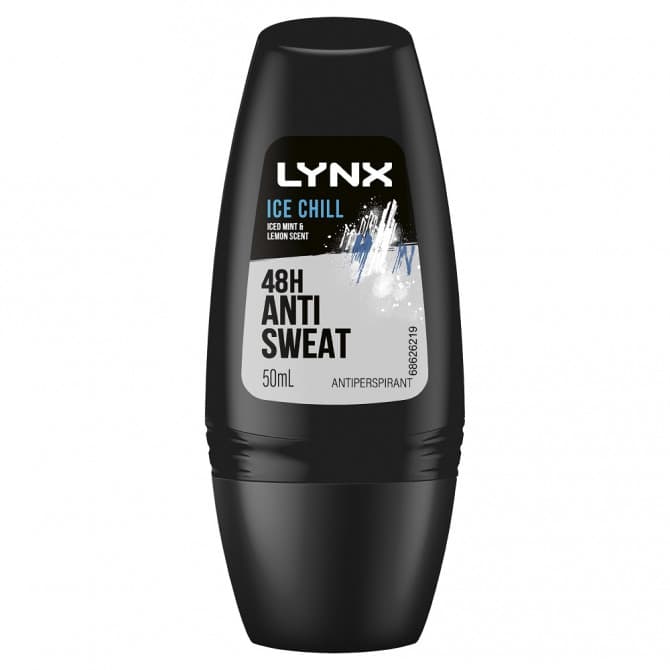 LYNX
ICE CHILL
ICED MINT &
LEMON SCENT
48H
ANTI
SWEAT
50mL
ANTIPERSPIRANT
68626219